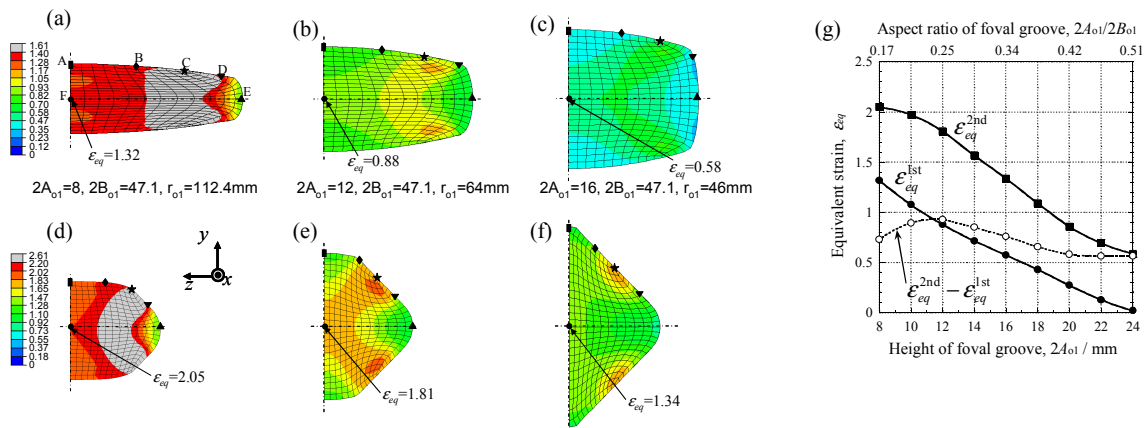 (a)
1.61
1.40
1.28
1.17
1.05
0.93
0.82
0.70
0.58
0.47
0.35
0.23
0.12
0
A
B
C
D
E
F
εeq=1.32
2Ao1=8, 2Bo1=47.1, ro1=112.4mm
(b)
εeq=0.88
2Ao1=12, 2Bo1=47.1, ro1=64mm
(c)
εeq=0.58
2Ao1=16, 2Bo1=47.1, ro1=46mm
(d)
2.61
2.20
2.02
1.83
1.65
1.47
1.28
1.10
0.92
0.73
0.55
0.37
0.18
0
y
z
x
εeq=2.05
(e)
εeq=1.81
(f)
εeq=1.34
(g)
Aspect ratio of foval groove, 2Ao1/2Bo1
0.17 0.25 0.34 0.42 0.51
Equivalent strain, εeq
2.5
2
1.5
1
0.5
0
εeq2nd
εeq1st
εeq2nd − εeq1st
8 10 12 14 16 18 20 22 24
Height of foval groove, 2Ao1 / mm